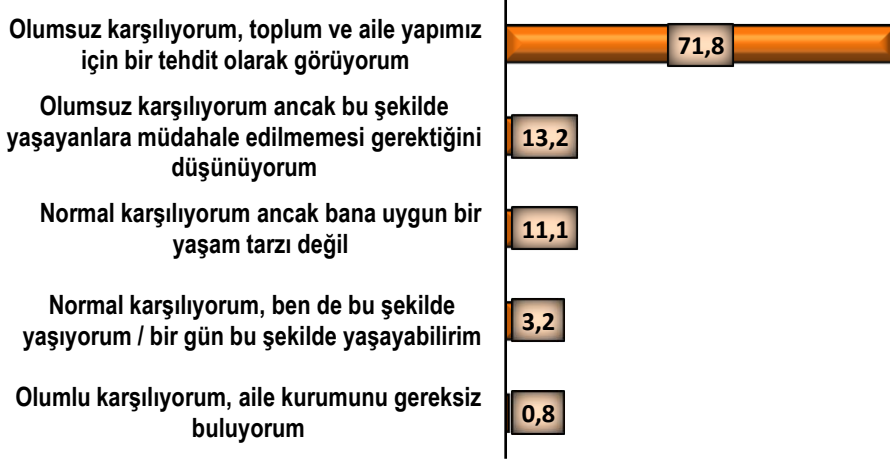 Olumsuz karşılıyorum, toplum ve aile yapımız
için bir tehdit olarak görüyorum
71,8
Olumsuz karşılıyorum ancak bu şekilde
yaşayanlara müdahale edilmemesi gerektiğini
düşünüyorum
13,2
Normal karşılıyorum ancak bana uygun bir
yaşam tarzı değil
11,1
Normal karşılıyorum, ben de bu şekilde
yaşıyorum / bir gün bu şekilde yaşayabilirim
3,2
Olumlu karşılıyorum, aile kurumunu gereksiz
buluyorum
0,8